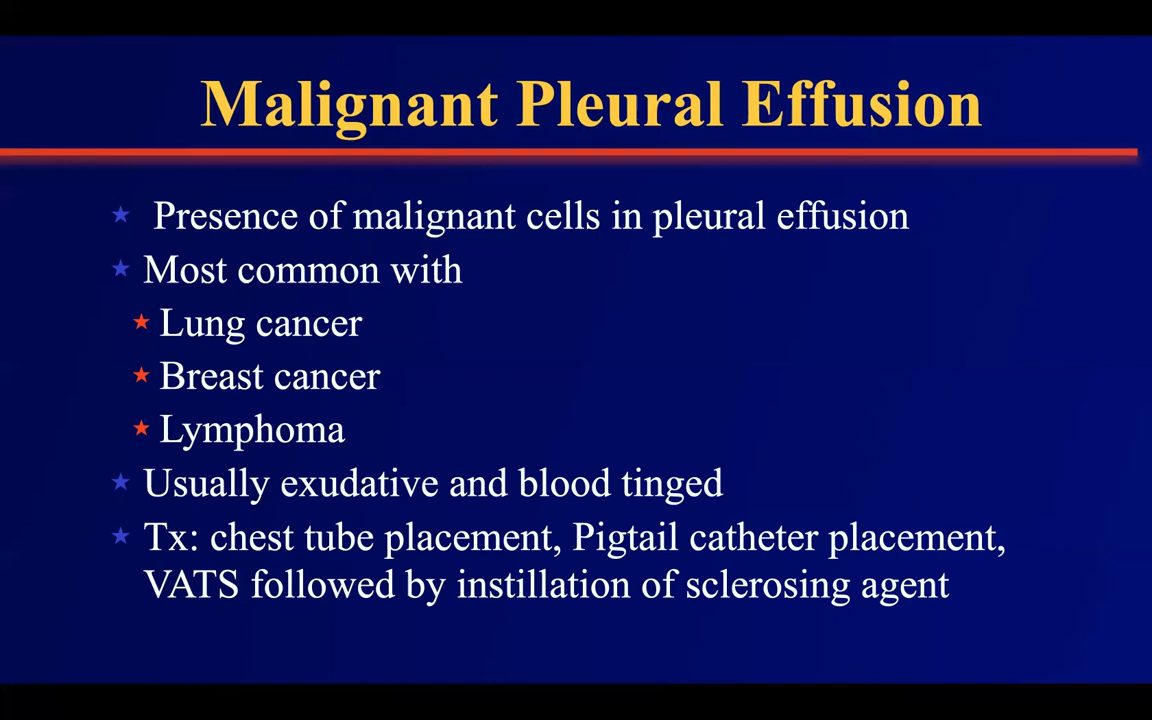 Malignant Pleural Effusion
Presence of malignant cells in pleural effusion
Most common with
Lung cancer
Breast cancer
Lymphoma
Usually exudative and blood tinged
Tx: chest tube placement, Pigtail catheter placement,
VATS followed by instillation of sclerosing agent